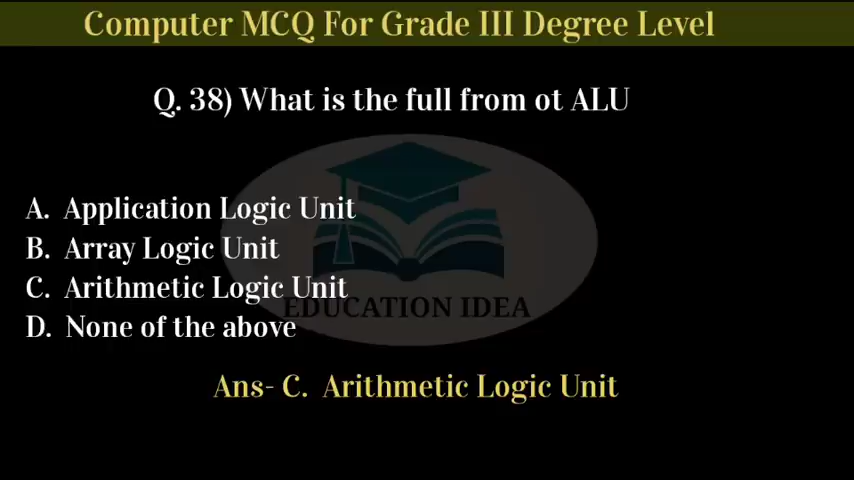 Computer MCQ For Grade III Degree Level
Q. 38) What is the full from ot ALU
A. Application Logic Unit
B. Array Logic Unit
C. Arithmetic Logic Unit
EDUCATION IDEA
D. None of the above
Ans- C. Arithmetic Logic Unit